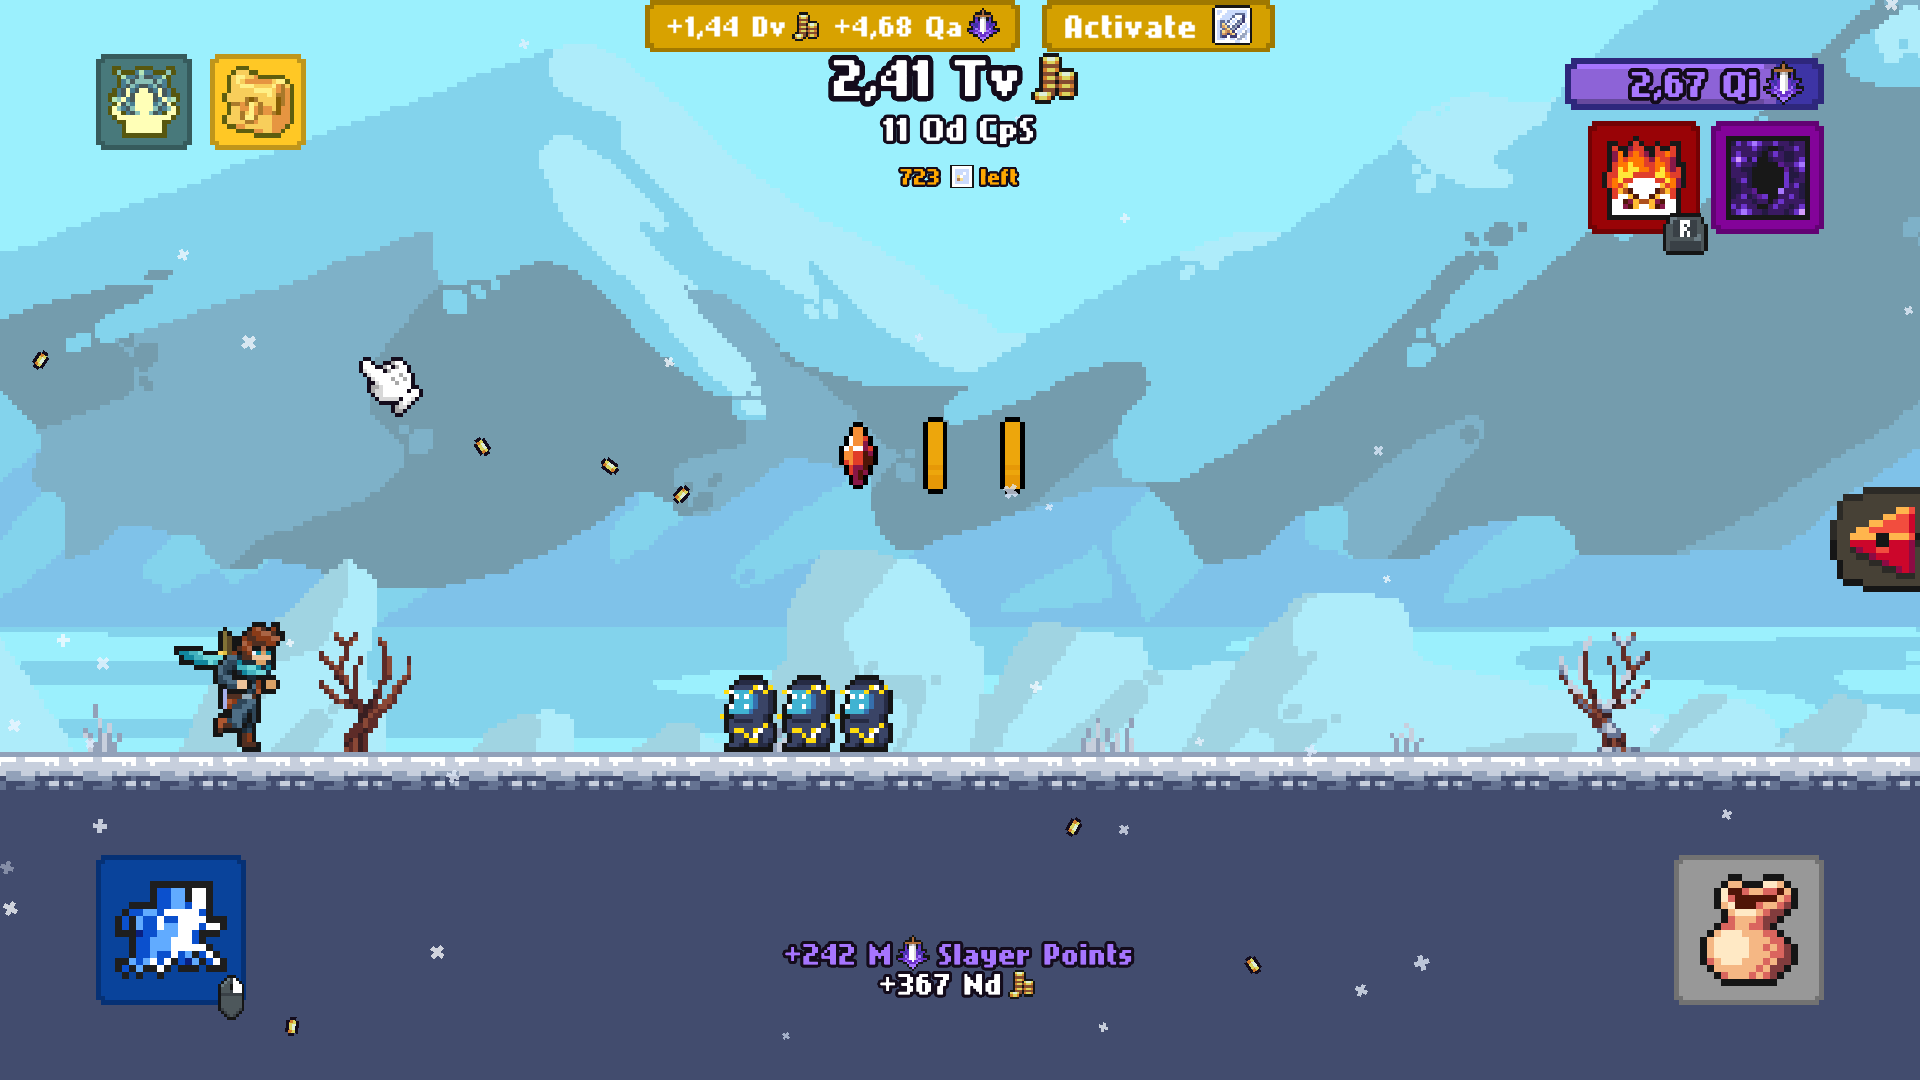 +1,44 Dv +4,68 Qa
Activate
2,41 Tv
11 Od CpS
723 left
2,67 Qi
R
+242 M Slayer Points
+367 Nd